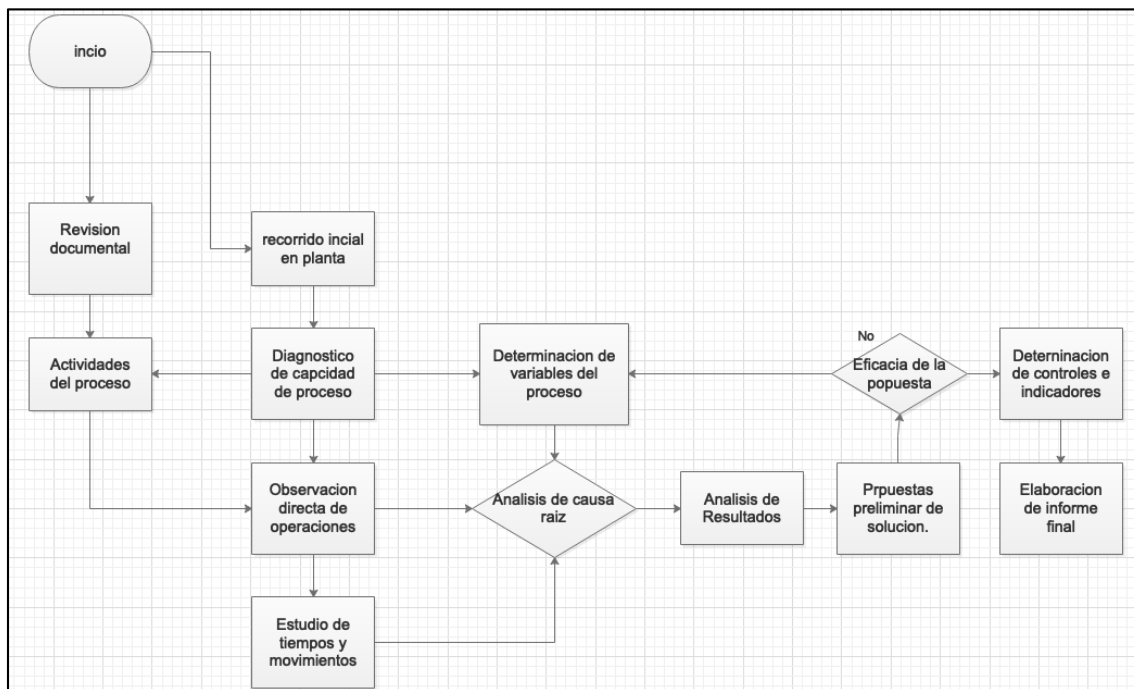 incio
Revision
documental
recorrido incial
en planta
Actividades
del proceso
Diagnostico
de capcidad
de proceso
Determinacion de
variables del
proceso
No
Eficacia de la
popuesta
Deterninacion
de controles e
indicadores
Observacion
directa de
operaciones
Analisis de causa
raiz
Analisis de
Resultados
Prpuestas
preliminar de
solucion.
Elaboracion
de informe
final
Estudio de
tiempos y
movimientos